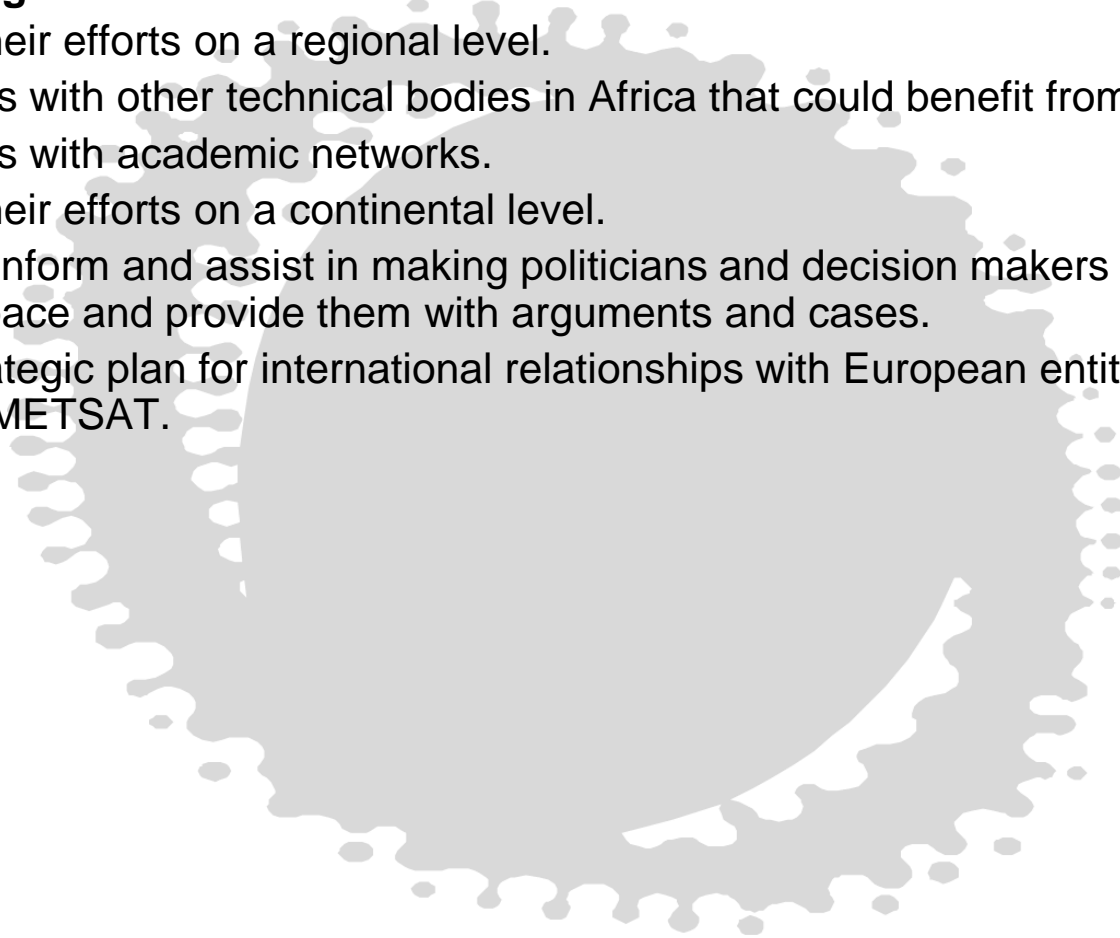 g
heir efforts on a regional level.
s with other technical bodies in Africa that could benefit from
s with academic networks.
heir efforts on a continental level.
nform and assist in making politicians and decision makers
ace and provide them with arguments and cases.
tegic plan for international relationships with European entit
METSAT.